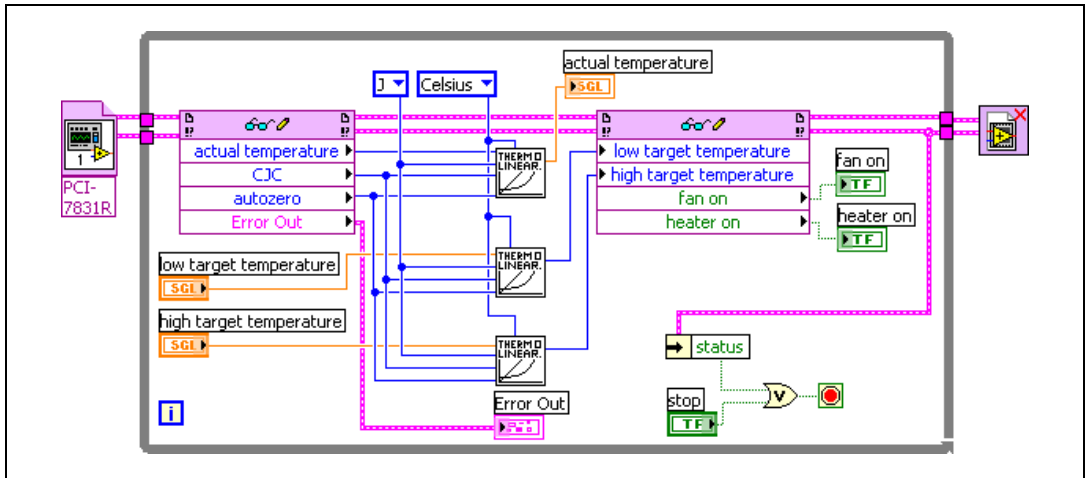 actual temperature
J
Celsius
SGL
1
PCI-
7831R
actual temperature
CJC
autozero
Error Out
THERMO
LINEAR.
low target temperature
high target temperature
fan on
heater on
fan on
TF
heater on
TF
low target temperature
SGL
THERMO
LINEAR.
high target temperature
SGL
THERMO
LINEAR.
status
i
Error Out
stop
TF
V